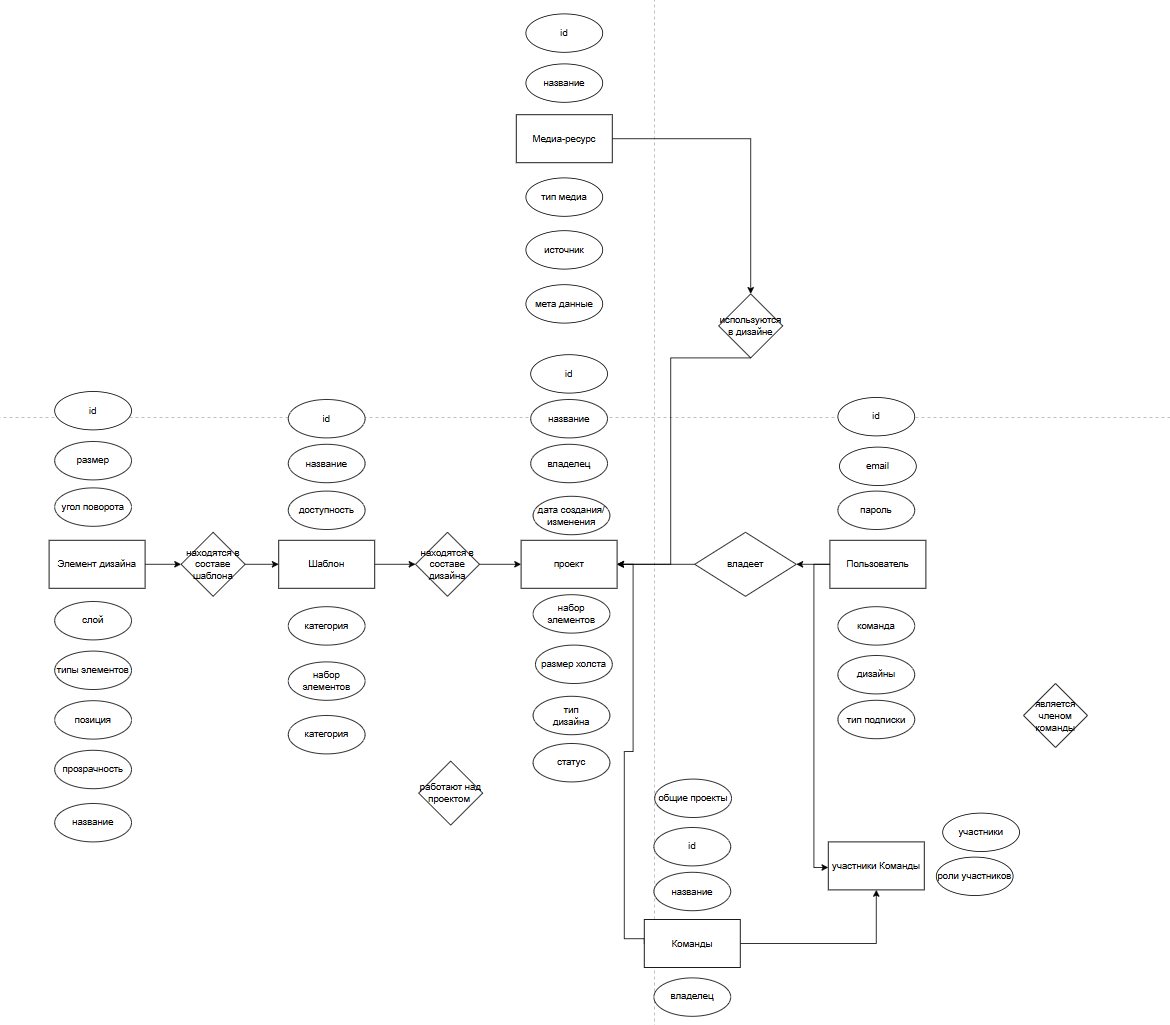 id
название
Медиа-ресурс
тип медиа
источник
мета данные
используются
в дизайне
id
размер
угол поворота
Элемент дизайна
слой
типы элементов
позиция
прозрачность
название
находятся в
составе
шаблона
id
название
доступность
Шаблон
категория
набор
элементов
категория
находятся в
составе
дизайна
id
название
владелец
дата создания/
изменения
проект
набор
элементов
размер холста
тип
дизайна
статус
владеет
id
email
пароль
Пользователь
команда
дизайны
тип подписки
является
членом
команды
работают над
проектом
общие проекты
id
название
Команды
владелец
участники Команды
участники
роли участников